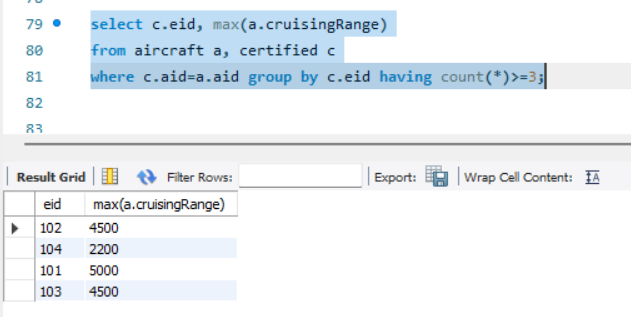 78
79 select c.eid, max(a.cruisingRange)
80 from aircraft a, certified c
81 where c.aid=a.aid group by c.eid having count(*)>=3;
82
83
Result Grid Filter Rows: Export: Wrap Cell Content: IA
eid max(a.cruisingRange)
102 4500
104 2200
101 5000
103 4500